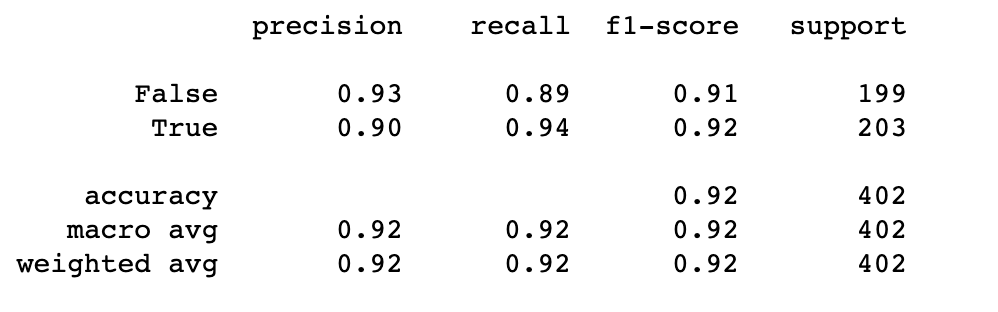 precision recall f1-score support
False 0.93 0.89 0.91 199
True 0.90 0.94 0.92 203
accuracy 0.92 402
macro avg 0.92 0.92 0.92 402
weighted avg 0.92 0.92 0.92 402